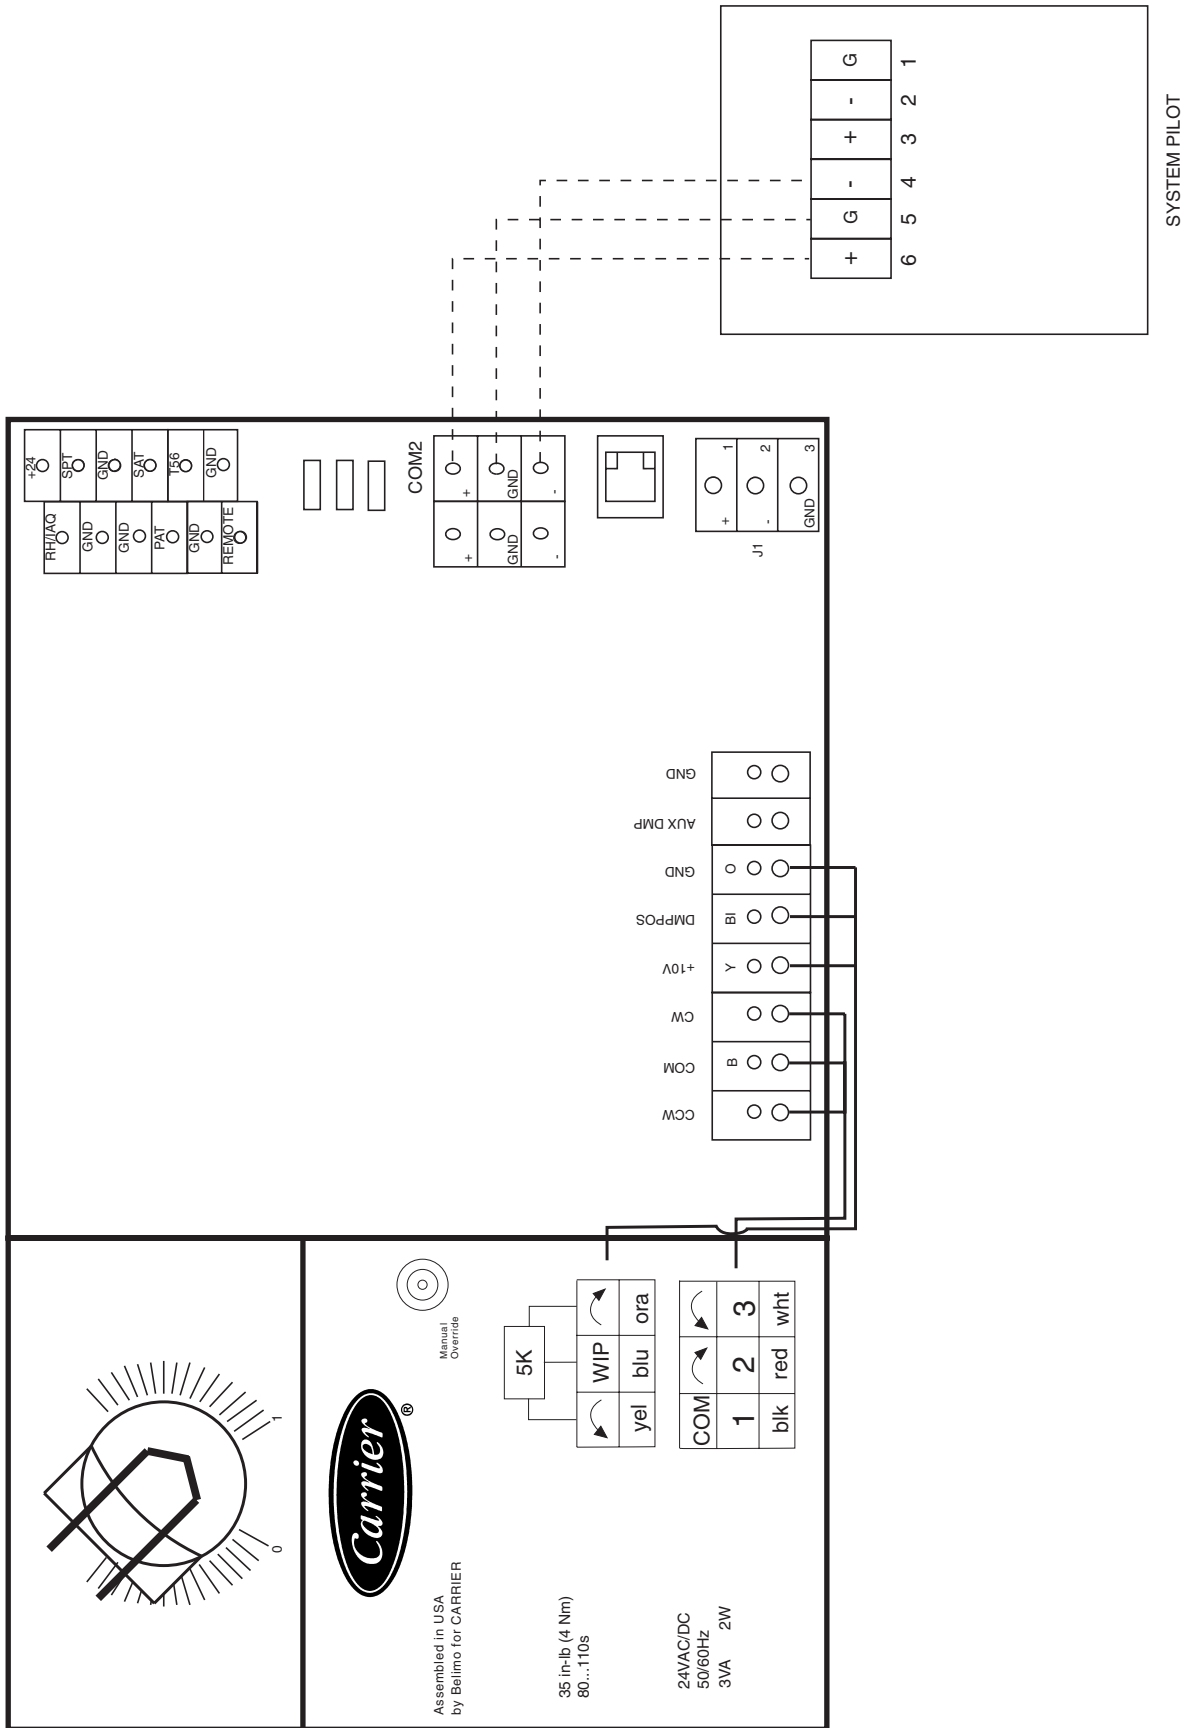 G
1
-
2
+
3
-
4
G
5
+
6
SYSTEM PILOT
+24
SPT
GND
SAT
T56
GND
RH/IAQ
GND
GND
PAT
GND
REMOTE
COM2
+
GND
-
+
GND
-
+
1
-
2
GND
3
J1
GND
AUX DMP
GND
O
DMPPOS
Bl
+10V
Y
CW
COM
B
CCW
1
0
Manual
Override
Carrier
®
5K
WIP
yel blu ora
COM
1 2 3
blk red wht
Assembled in USA
by Belimo for CARRIER
35 in-lb (4 Nm)
80...110s
24VAC/DC
50/60Hz
3VA 2W